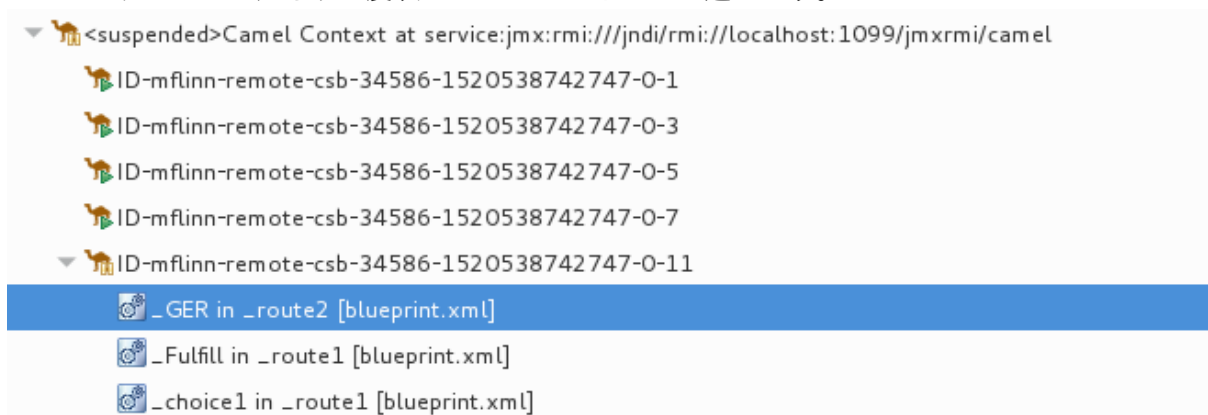 <suspended>Camel Context at service:jmx:rmi:///jndi/rmi://localhost:1099/jmxrmi/camel
ID-mflinn-remote-csb-34586-1520538742747-0-1
ID-mflinn-remote-csb-34586-1520538742747-0-3
ID-mflinn-remote-csb-34586-1520538742747-0-5
ID-mflinn-remote-csb-34586-1520538742747-0-7
ID-mflinn-remote-csb-34586-1520538742747-0-11
_GER in _route2 [blueprint.xml]
_Fulfill in _route1 [blueprint.xml]
_choice1 in _route1 [blueprint.xml]